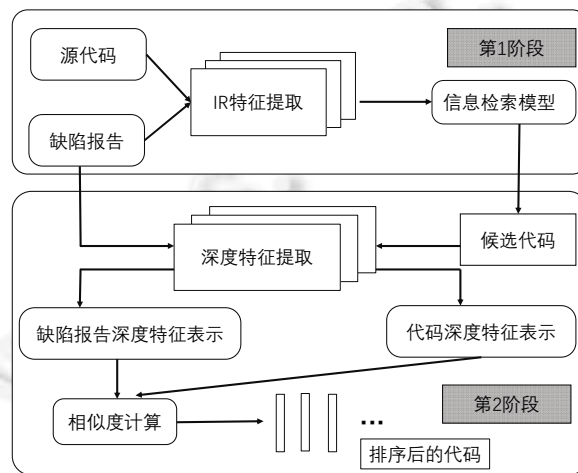 源代码
第1阶段
IR特征提取
信息检索模型
缺陷报告
深度特征提取
候选代码
缺陷报告深度特征表示
代码深度特征表示
相似度计算
...
第2阶段
排序后的代码